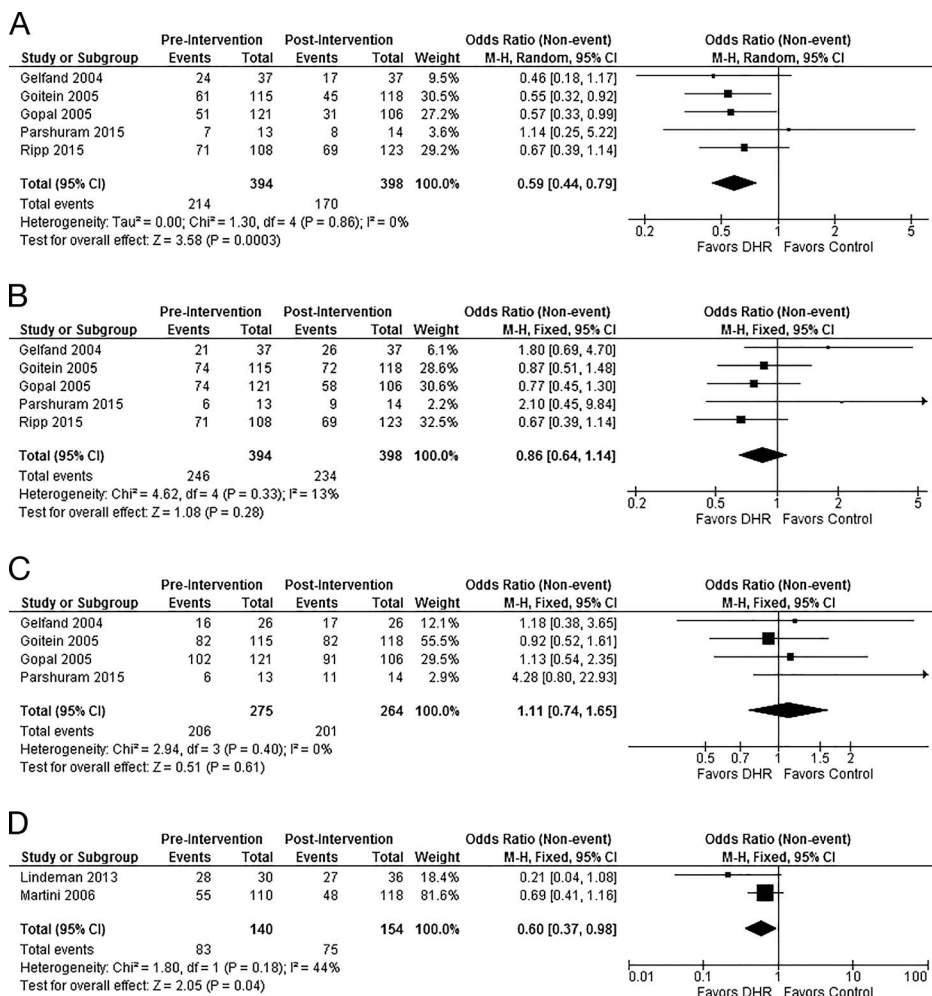 A
Pre-Intervention Post-Intervention Odds Ratio (Non-event) Odds Ratio (Non-event)
Study or Subgroup Events Total Events Total Weight M-H, Random, 95% CI M-H, Random, 95% CI
Gelfand 2004 24 37 17 37 9.5% 0.46 [0.18, 1.17]
Goitein 2005 61 115 45 118 30.5% 0.55 [0.32, 0.92]
Gopal 2005 51 121 31 106 27.2% 0.57 [0.33, 0.99]
Parshuram 2015 7 13 8 14 3.6% 1.14 [0.25, 5.22]
Ripp 2015 71 108 69 123 29.2% 0.67 [0.39, 1.14]
Total (95% CI) 394 398 100.0% 0.59 [0.44, 0.79]
Total events 214 170
Heterogeneity: Tau² = 0.00; Chi² = 1.30, df = 4 (P = 0.86); I² = 0%
Test for overall effect: Z = 3.58 (P = 0.0003)
0.2 0.5 1 2 5
Favors DHR Favors Control
B
Pre-Intervention Post-Intervention Odds Ratio (Non-event) Odds Ratio (Non-event)
Study or Subgroup Events Total Events Total Weight M-H, Fixed, 95% CI M-H, Fixed, 95% CI
Gelfand 2004 21 37 26 37 6.1% 1.80 [0.69, 4.70]
Goitein 2005 74 115 72 118 28.6% 0.87 [0.51, 1.48]
Gopal 2005 74 121 58 106 30.6% 0.77 [0.45, 1.30]
Parshuram 2015 6 13 9 14 2.2% 2.10 [0.45, 9.84]
Ripp 2015 71 108 69 123 32.5% 0.67 [0.39, 1.14]
Total (95% CI) 394 398 100.0% 0.86 [0.64, 1.14]
Total events 246 234
Heterogeneity: Chi² = 4.62, df = 4 (P = 0.33); I² = 13%
Test for overall effect: Z = 1.08 (P = 0.28)
0.2 0.5 1 2 5
Favors DHR Favors Control
C
Pre-Intervention Post-Intervention Odds Ratio (Non-event) Odds Ratio (Non-event)
Study or Subgroup Events Total Events Total Weight M-H, Fixed, 95% CI M-H, Fixed, 95% CI
Gelfand 2004 16 26 17 26 12.1% 1.18 [0.38, 3.65]
Goitein 2005 82 115 82 118 55.5% 0.92 [0.52, 1.61]
Gopal 2005 102 121 91 106 29.5% 1.13 [0.54, 2.35]
Parshuram 2015 6 13 11 14 2.9% 4.28 [0.80, 22.93]
Total (95% CI) 275 264 100.0% 1.11 [0.74, 1.65]
Total events 206 201
Heterogeneity: Chi² = 2.94, df = 3 (P = 0.40); I² = 0%
Test for overall effect: Z = 0.51 (P = 0.61)
0.5 0.7 1 1.5 2
Favors DHR Favors Control
D
Pre-Intervention Post-Intervention Odds Ratio (Non-event) Odds Ratio (Non-event)
Study or Subgroup Events Total Events Total Weight M-H, Fixed, 95% CI M-H, Fixed, 95% CI
Lindeman 2013 28 30 27 36 18.4% 0.21 [0.04, 1.08]
Martini 2006 55 110 48 118 81.6% 0.69 [0.41, 1.16]
Total (95% CI) 140 154 100.0% 0.60 [0.37, 0.98]
Total events 83 75
Heterogeneity: Chi² = 1.80, df = 1 (P = 0.18); I² = 44%
Test for overall effect: Z = 2.05 (P = 0.04)
0.01 0.1 1 10 100
Favors DHR Favors Control